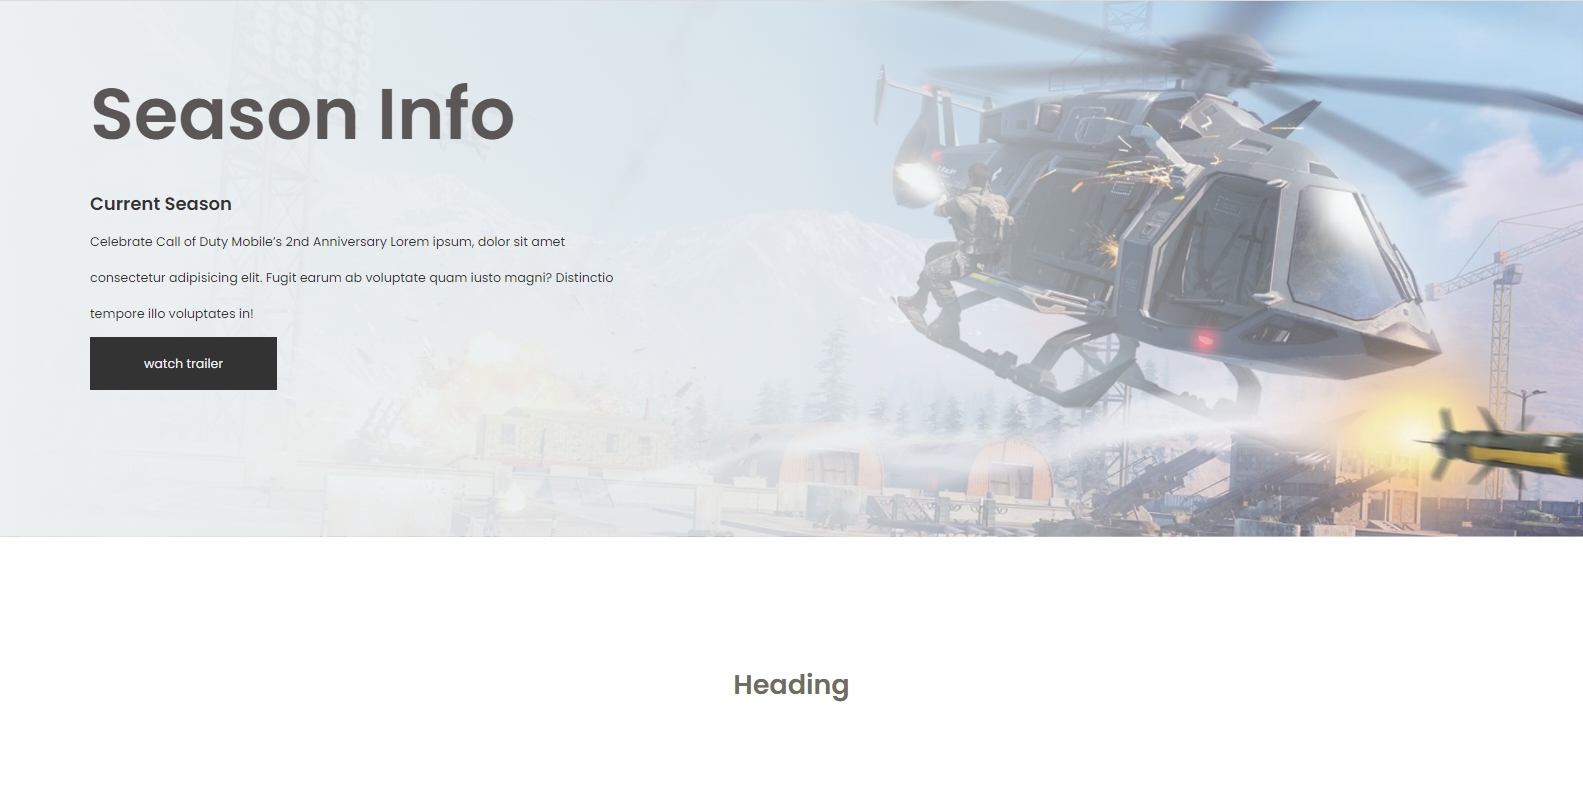 Season Info
Current Season
Celebrate Call of Duty Mobile’s 2nd Anniversary Lorem ipsum, dolor sit amet
consectetur adipisicing elit. Fugit earum ab voluptate quam iusto magni? Distinctio
tempore illo voluptates in!
watch trailer
Heading